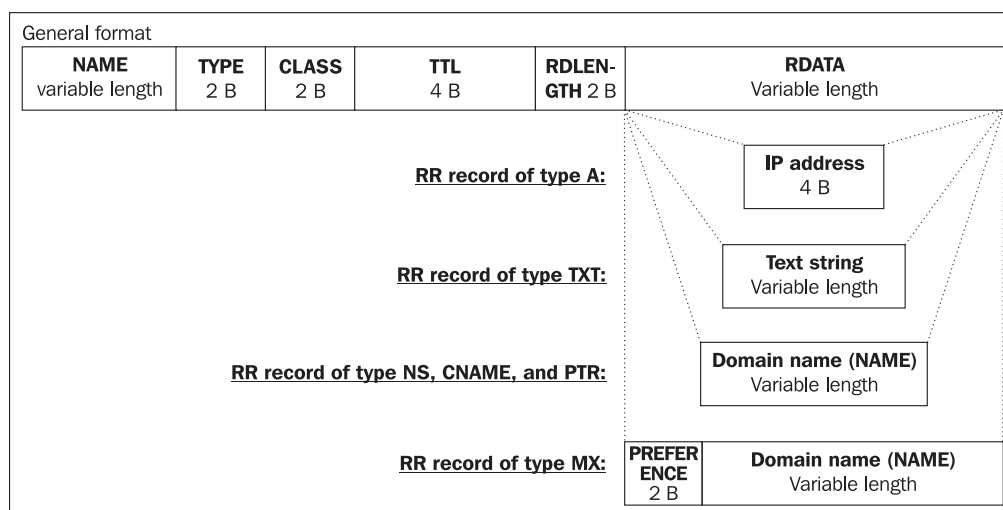 General format
NAME
variable length
TYPE
2 B
CLASS
2 B
TTL
4 B
RDLEN-
GTH 2 B
RDATA
Variable length
RR record of type A:
IP address
4 B
RR record of type TXT:
Text string
Variable length
RR record of type NS, CNAME, and PTR:
Domain name (NAME)
Variable length
RR record of type MX:
PREFER
ENCE
2 B
Domain name (NAME)
Variable length